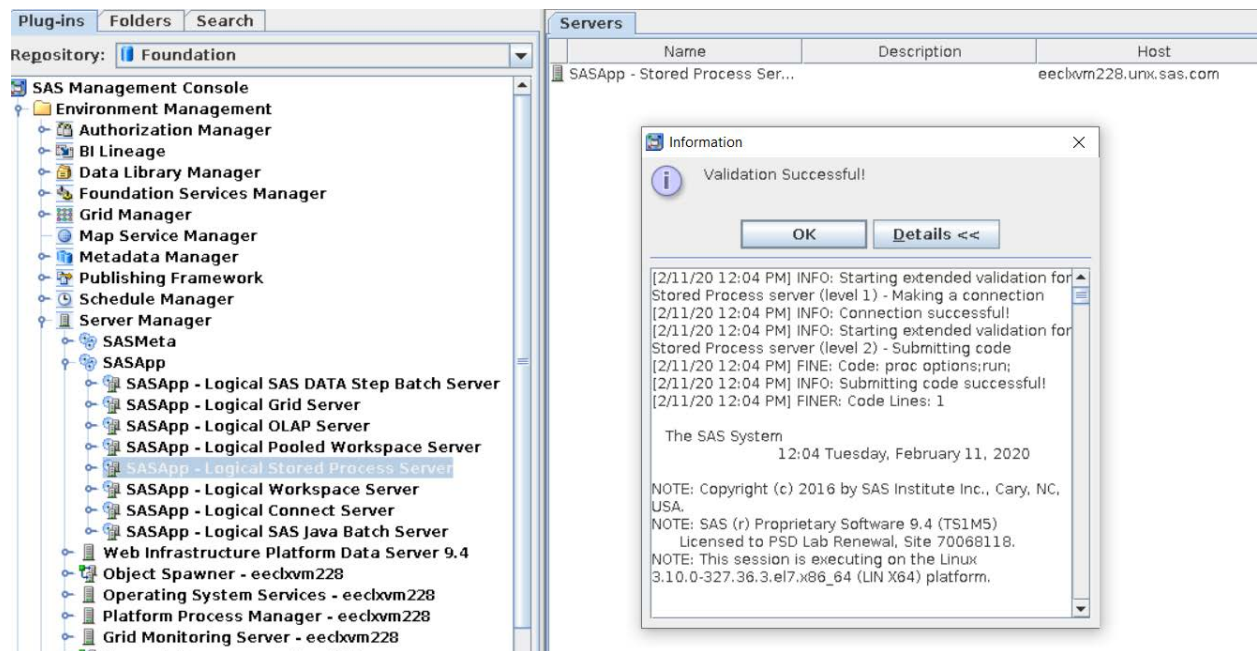 Plug-ins Folders Search
Repository: Foundation
SAS Management Console
Environment Management
Authorization Manager
BI Lineage
Data Library Manager
Foundation Services Manager
Grid Manager
Map Service Manager
Metadata Manager
Publishing Framework
Schedule Manager
Server Manager
SASMeta
SASApp
SASApp - Logical SAS DATA Step Batch Server
SASApp - Logical Grid Server
SASApp - Logical OLAP Server
SASApp - Logical Pooled Workspace Server
SASApp - Logical Stored Process Server
SASApp - Logical Workspace Server
SASApp - Logical Connect Server
SASApp - Logical SAS Java Batch Server
Web Infrastructure Platform Data Server 9.4
Object Spawner - eeclxvm228
Operating System Services - eeclxvm228
Platform Process Manager - eeclxvm228
Grid Monitoring Server - eeclxvm228
Servers
Name Description Host
SASApp - Stored Process Ser... eeclxvm228.unx.sas.com
Information
Validation Successful!
OK Details <<
[2/11/20 12:04 PM] INFO: Starting extended validation for
Stored Process server (level 1) - Making a connection
[2/11/20 12:04 PM] INFO: Connection successful!
[2/11/20 12:04 PM] INFO: Starting extended validation for
Stored Process server (level 2) - Submitting code
[2/11/20 12:04 PM] FINE: Code: proc options;run;
[2/11/20 12:04 PM] INFO: Submitting code successful!
[2/11/20 12:04 PM] FINER: Code Lines: 1
The SAS System
12:04 Tuesday, February 11, 2020
NOTE: Copyright (c) 2016 by SAS Institute Inc., Cary, NC,
USA.
NOTE: SAS (r) Proprietary Software 9.4 (TS1M5)
Licensed to PSD Lab Renewal, Site 70068118.
NOTE: This session is executing on the Linux
3.10.0-327.36.3.el7.x86_64 (LIN X64) platform.